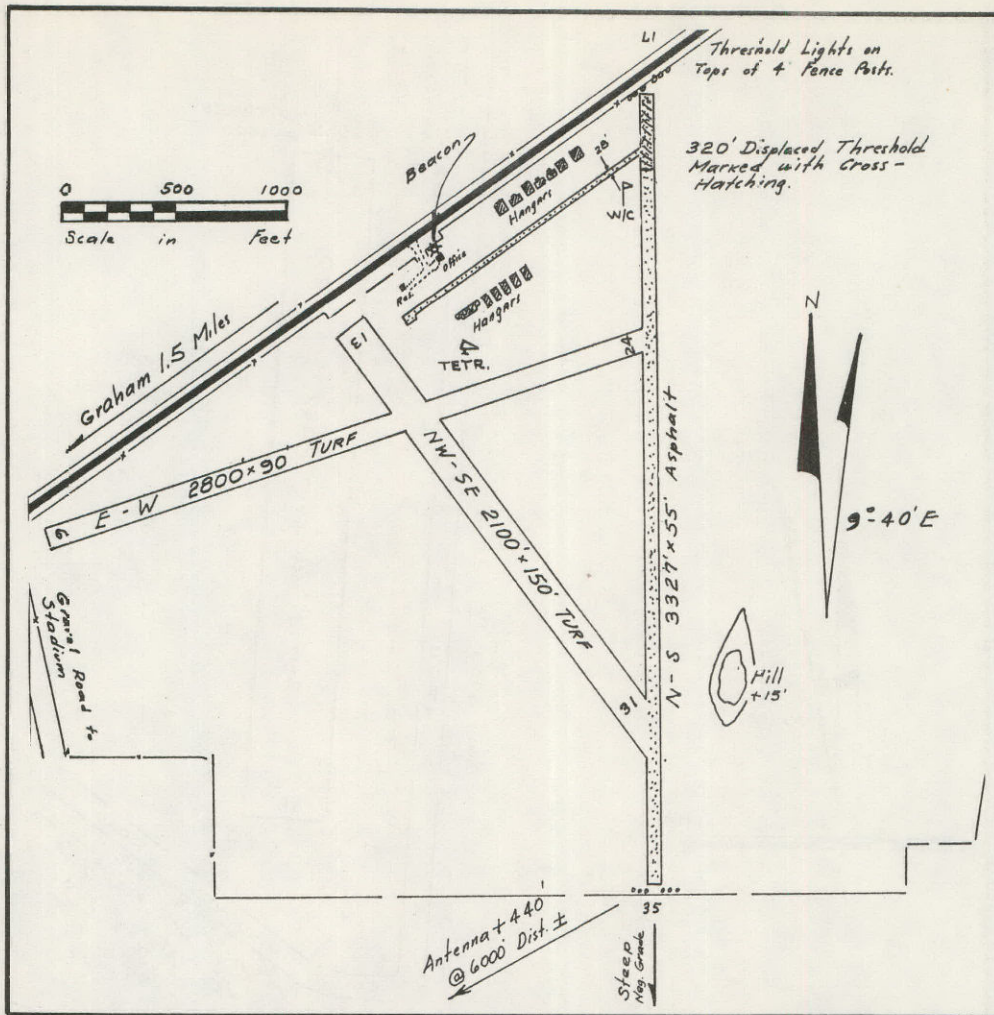 17
Threshold Lights on
Tops of 4 Fence Posts.
320' Displaced Threshold
Marked with Cross-
Hatching.
Beacon
0 500 1000
Scale in Feet
28'
Hangars
W/C
Office
Res.
Hangars
TETR.
13
24
N
Graham 1.5 Miles
E - W 2800 x 90 TURF
6
NW - SE 2100' x 150' TURF
31
N - S 3327' x 55' Asphalt
9°-40' E
Gravel Road to
Stadium
Hill
+15'
35
Antenna + 440'
@ 6000' Dist. ±
Steep
Neg. Grade